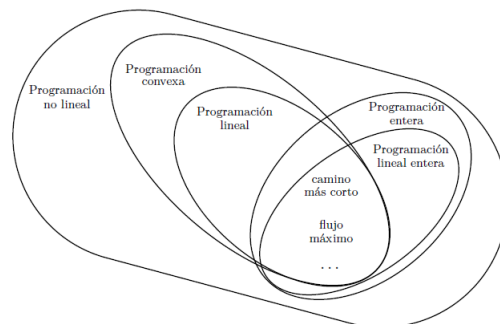 Programación
no lineal
Programación
convexa
Programación
lineal
Programación
entera
Programación
lineal entera
camino
más corto
flujo
máximo
...